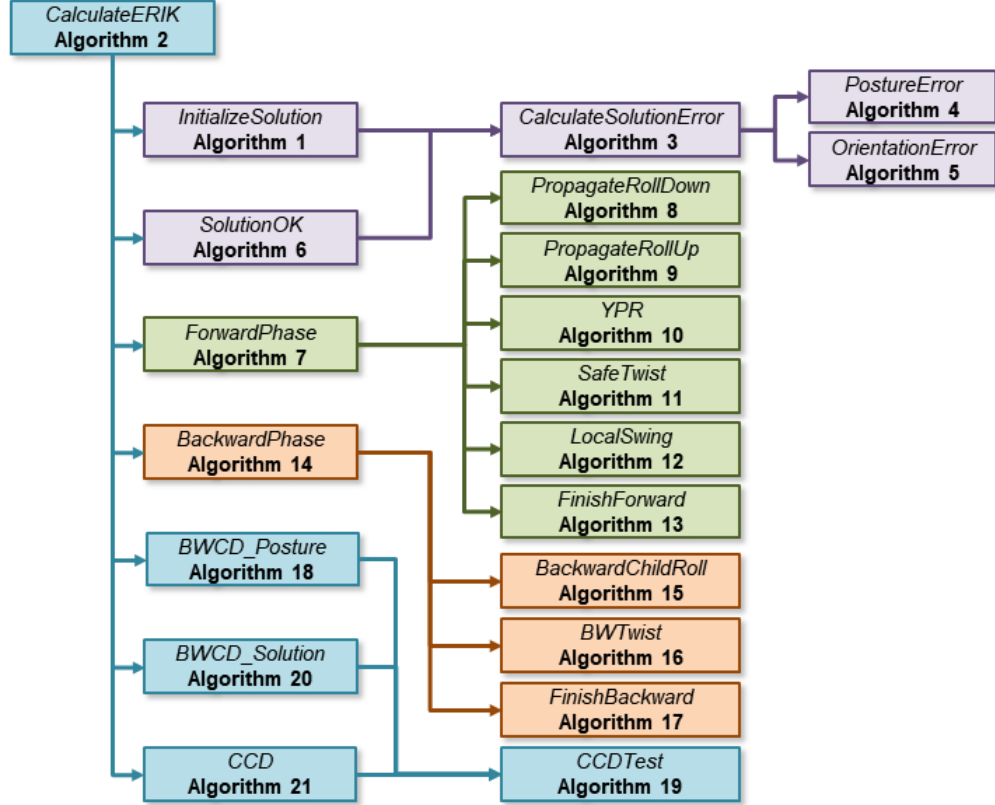 CalculateERIK
Algorithm 2
InitializeSolution
Algorithm 1
SolutionOK
Algorithm 6
ForwardPhase
Algorithm 7
BackwardPhase
Algorithm 14
BWCD_Posture
Algorithm 18
BWCD_Solution
Algorithm 20
CCD
Algorithm 21
CalculateSolutionError
Algorithm 3
PropagateRollDown
Algorithm 8
PropagateRollUp
Algorithm 9
YPR
Algorithm 10
SafeTwist
Algorithm 11
LocalSwing
Algorithm 12
FinishForward
Algorithm 13
BackwardChildRoll
Algorithm 15
BWTwist
Algorithm 16
FinishBackward
Algorithm 17
CCDTest
Algorithm 19
PostureError
Algorithm 4
OrientationError
Algorithm 5